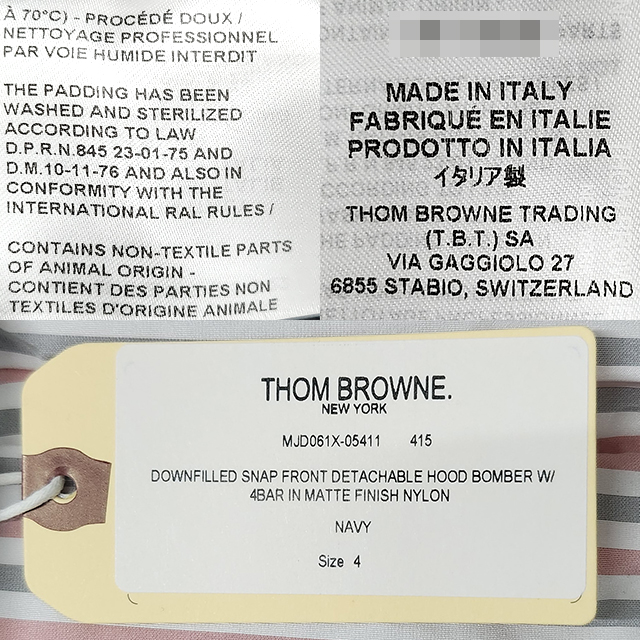 À 70°C) - PROCÉDÉ DOUX /
NETTOYAGE PROFESSIONNEL
PAR VOIE HUMIDE INTERDIT
THE PADDING HAS BEEN
WASHED AND STERILIZED
ACCORDING TO LAW
D.P.R.N.845 23-01-75 AND
D.M.10-11-76 AND ALSO IN
CONFORMITY WITH THE
INTERNATIONAL RAL RULES /
CONTAINS NON-TEXTILE PARTS
OF ANIMAL ORIGIN -
CONTIENT DES PARTIES NON
TEXTILES D'ORIGINE ANIMALE
MADE IN ITALY
FABRIQUÉ EN ITALIE
PRODOTTO IN ITALIA
イタリア製
THOM BROWNE TRADING
(T.B.T.) SA
VIA GAGGIOLO 27
6855 STABIO, SWITZERLAND
THOM BROWNE.
NEW YORK
MJD061X-05411 415
DOWNFILLED SNAP FRONT DETACHABLE HOOD BOMBER W/
4BAR IN MATTE FINISH NYLON
NAVY
Size 4